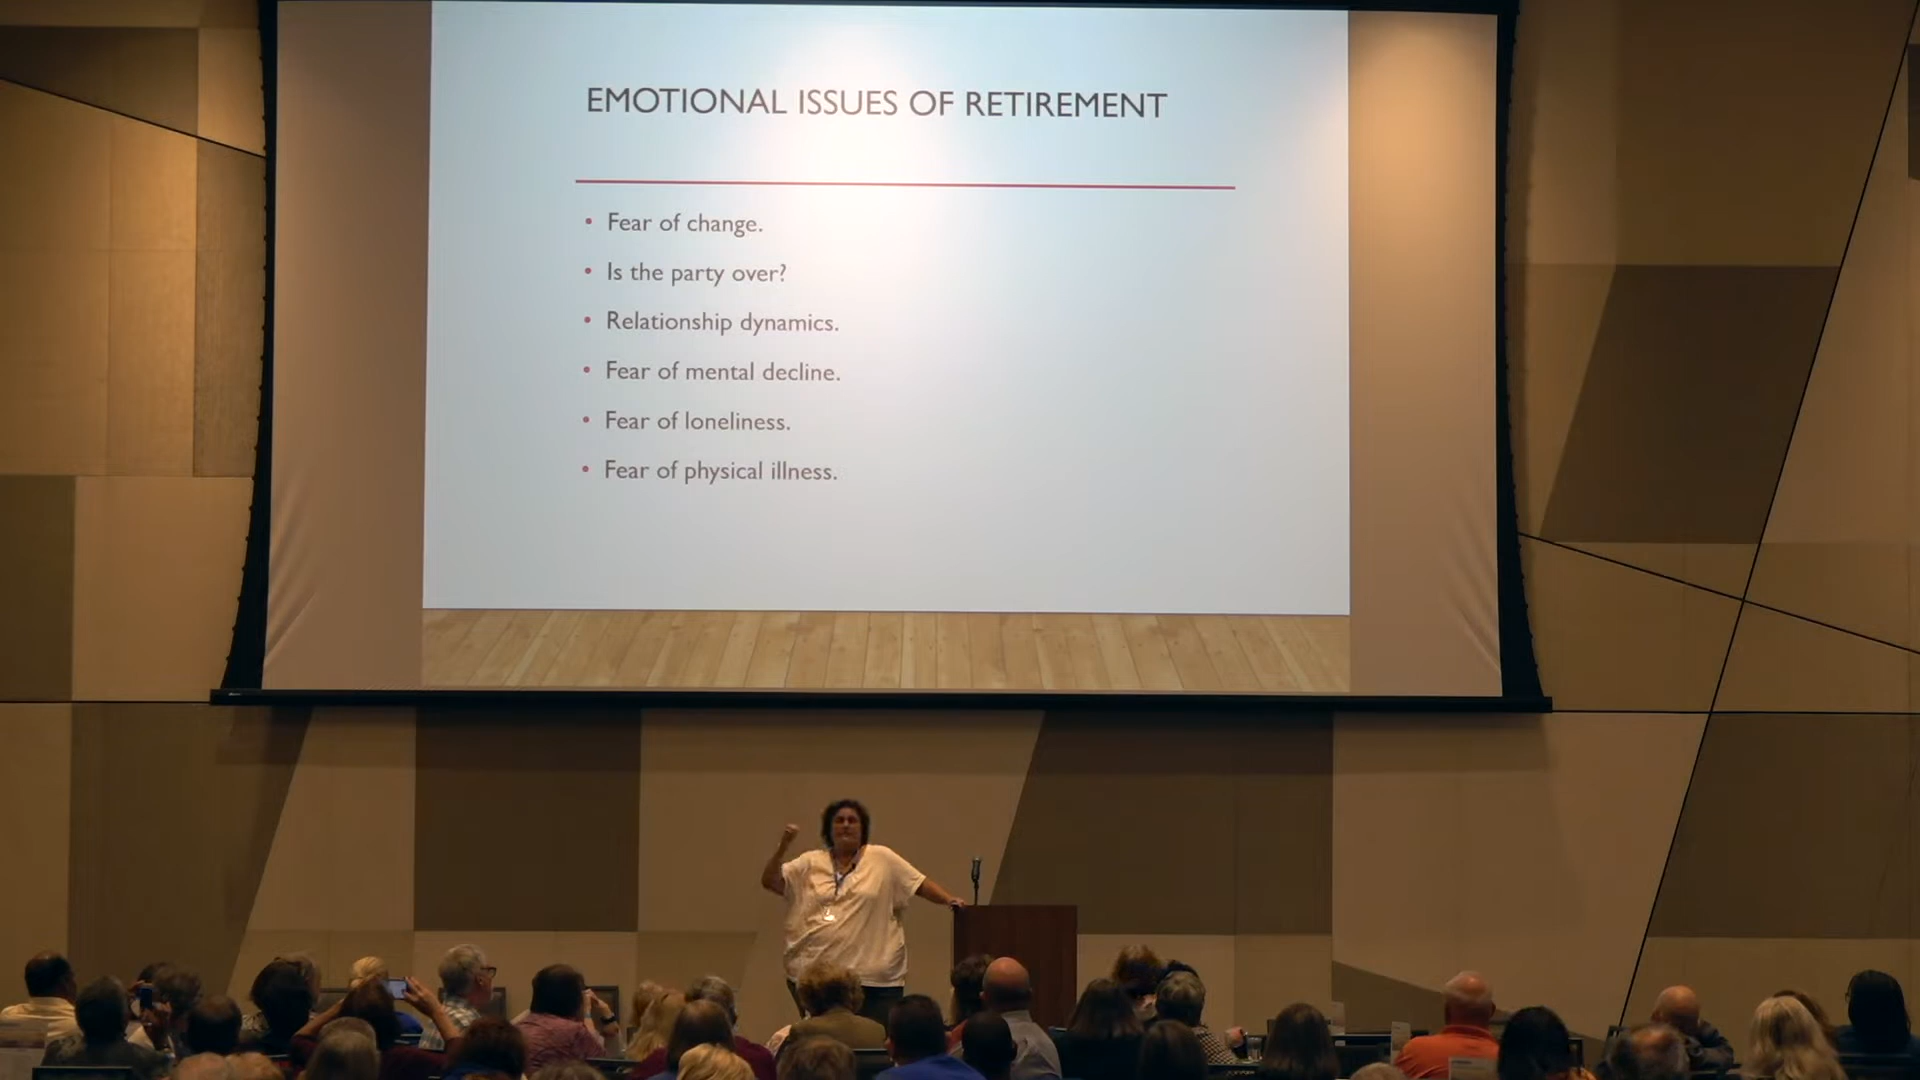 EMOTIONAL ISSUES OF RETIREMENT
• Fear of change.
• Is the party over?
• Relationship dynamics.
• Fear of mental decline.
• Fear of loneliness.
• Fear of physical illness.